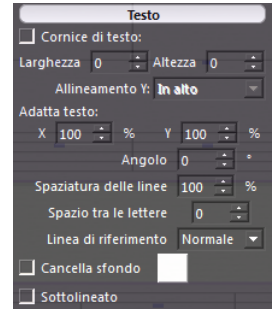 Testo
Cornice di testo:
Larghezza 0 Altezza 0
Allineamento Y: In alto
Adatta testo:
X 100 % Y 100 %
Angolo 0 °
Spaziatura delle linee 100 %
Spazio tra le lettere 0
Linea di riferimento Normale
Cancella sfondo
Sottolineato